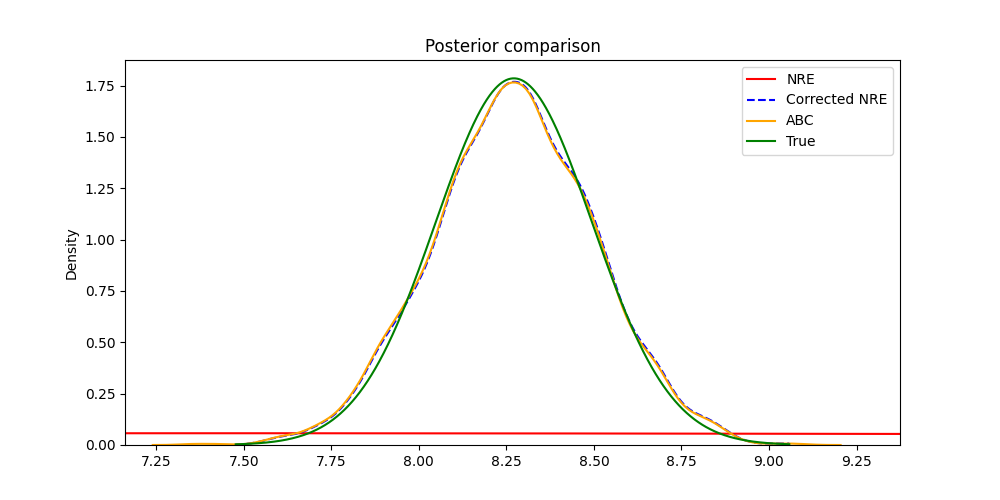 Posterior comparison
NRE
Corrected NRE
ABC
True
Density
1.75
1.50
1.25
1.00
0.75
0.50
0.25
0.00
7.25 7.50 7.75 8.00 8.25 8.50 8.75 9.00 9.25